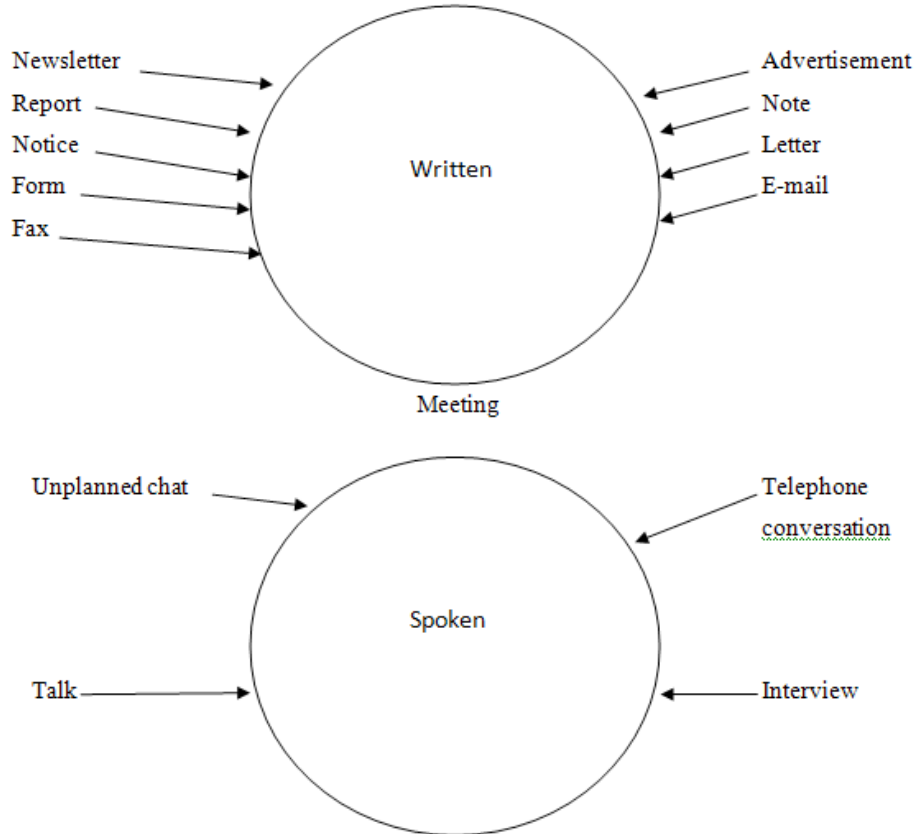 Newsletter
Report
Notice
Form
Fax
Written
Advertisement
Note
Letter
E-mail
Meeting
Unplanned chat
Talk
Spoken
Telephone
conversation
Interview